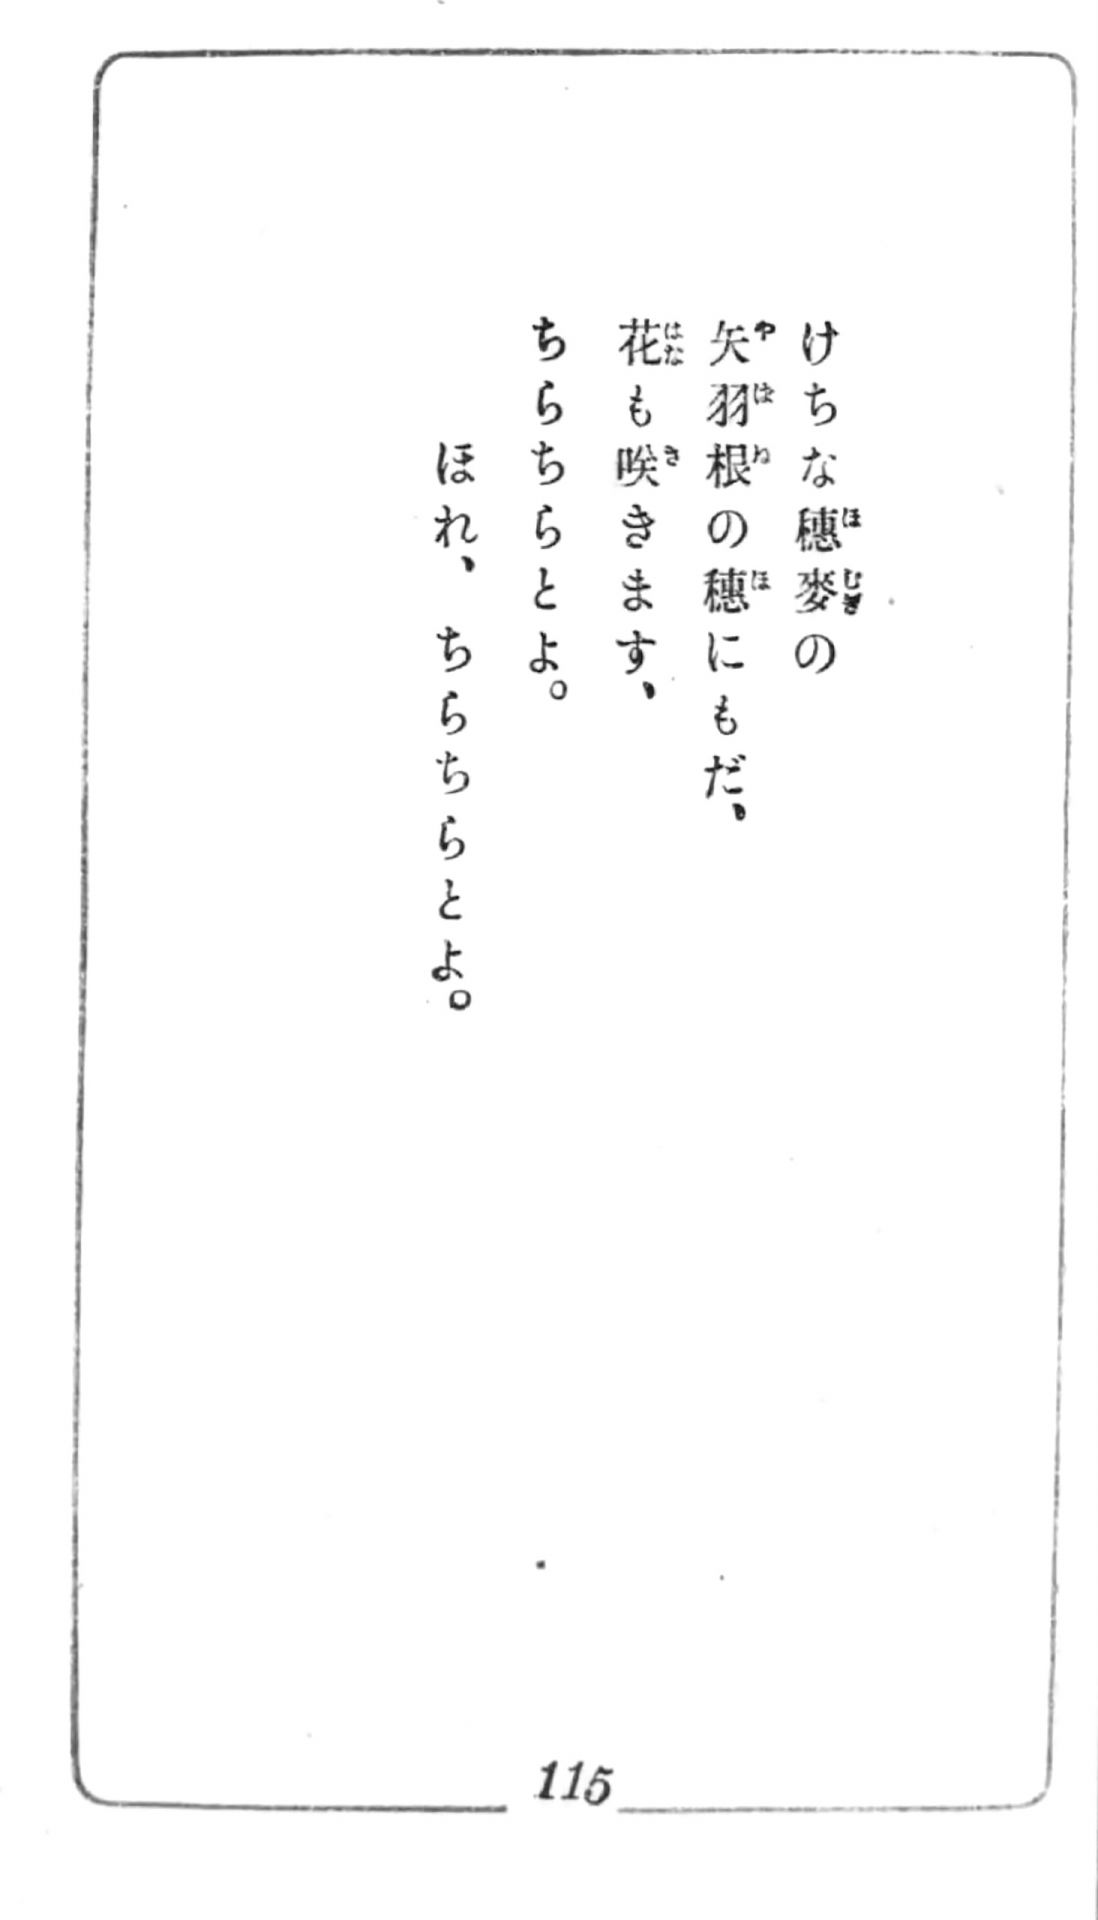 けちな穗麥の
矢羽根の穗にもだ、
花も咲きます、
ちらちらとよ。
ほれ、ちらちらとよ。
115